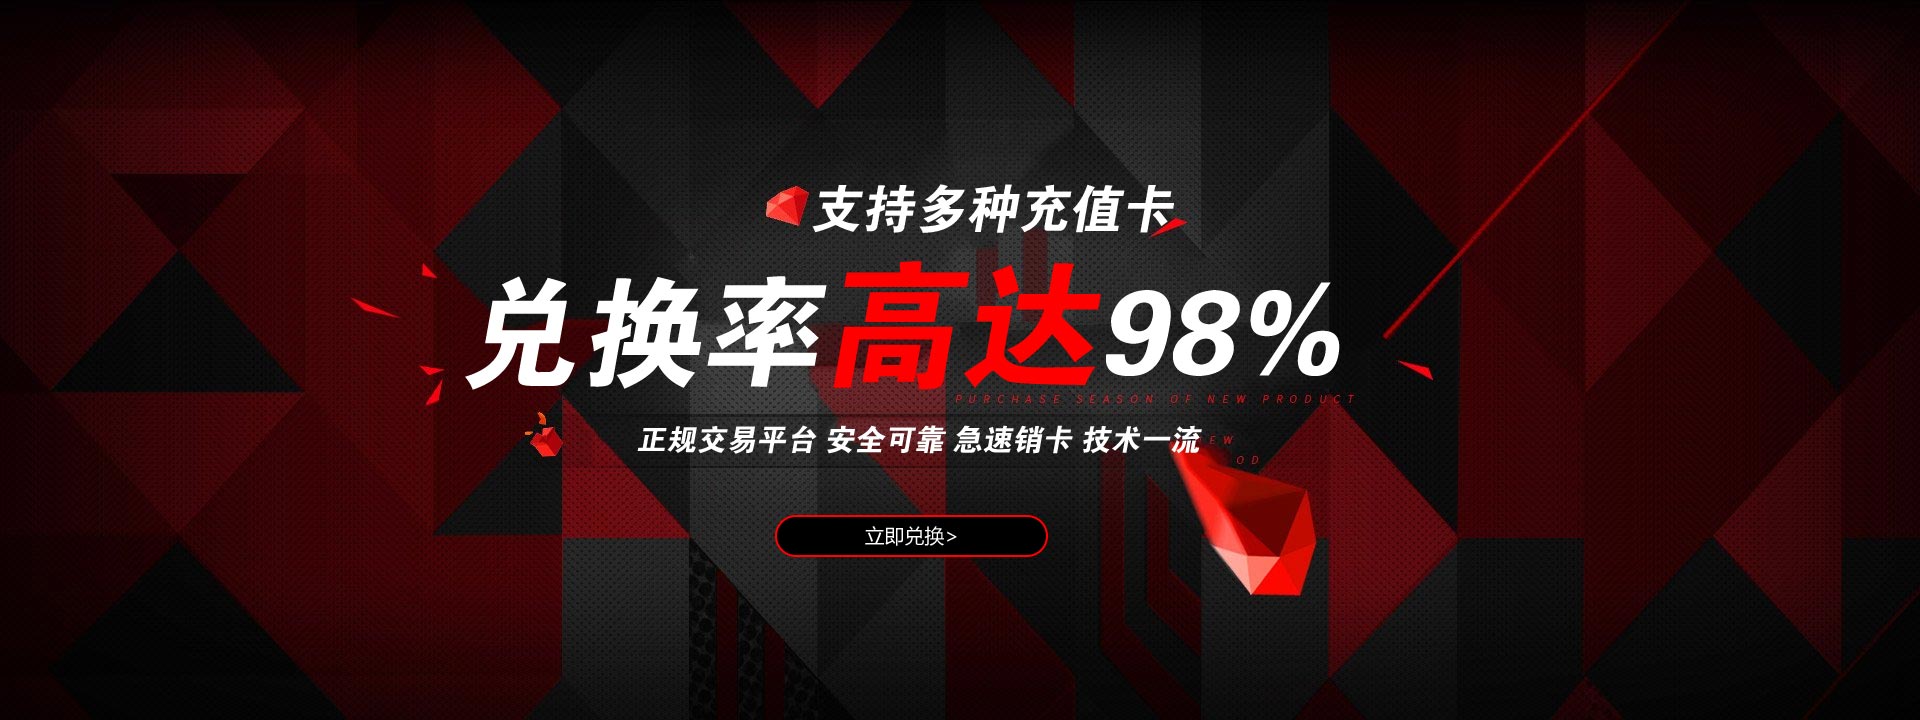 支持多种充值卡
兑换率高达98%
PURCHASE SEASON OF NEW PRODUCT
正规交易平台 安全可靠 急速销卡 技术一流
EW
OD
立即兑换>